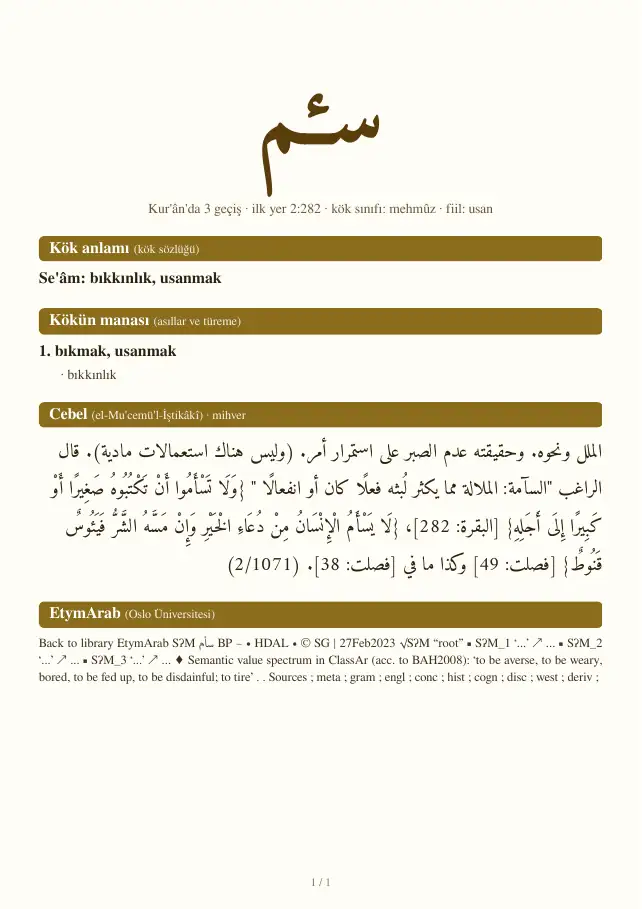 سئم
Kur'ân'da 3 geçiş · ilk yer 2:282 · kök sınıfı: mehmûz · fiil: usan
Kök anlamı (kök sözlüğü)
Se'âm: bıkkınlık, usanmak
Kökün manası (asıllar ve türeme)
1. bıkmak, usanmak
· bıkkınlık
Cebel (el-Mu'cemü'l-İştikâkî) · mihver
الملل ونحوه. وحقيقته عدم الصبر على استمرار أمر. (وليس هناك استعمالات مادية). قال
الراغب "السآمة: الملالة مما يكثر لُبثه فعلًا كان أو انفعالًا " {وَلَا تَسْأَمُوا أَنْ تَكْتُبُوهُ صَغِيرًا أَوْ
كَبِيرًا إِلَى أَجَلِهِ} [البقرة: 282]، {لَا يَسْأَمُ الْإِنْسَانُ مِنْ دُعَاءِ الْخَيْرِ وَإِنْ مَسَّهُ الشَّرُّ فَيَئُوسٌ
قَنُوطٌ} [فصلت: 49] وكذا ما في [فصلت: 38]. (2/1071)
EtymArab (Oslo Üniversitesi)
Back to library EtymArab SʔM سأم BP – • HDAL • © SG | 27Feb2023 √SʔM “root” ▪ SʔM_1 ‘...’ ↗ ... ▪ SʔM_2
‘...’ ↗ ... ▪ SʔM_3 ‘...’ ↗ ... ♦ Semantic value spectrum in ClassAr (acc. to BAH2008): ‘to be averse, to be weary,
bored, to be fed up, to be disdainful; to tire’ . . Sources ; meta ; gram ; engl ; conc ; hist ; cogn ; disc ; west ; deriv ;
1 / 1